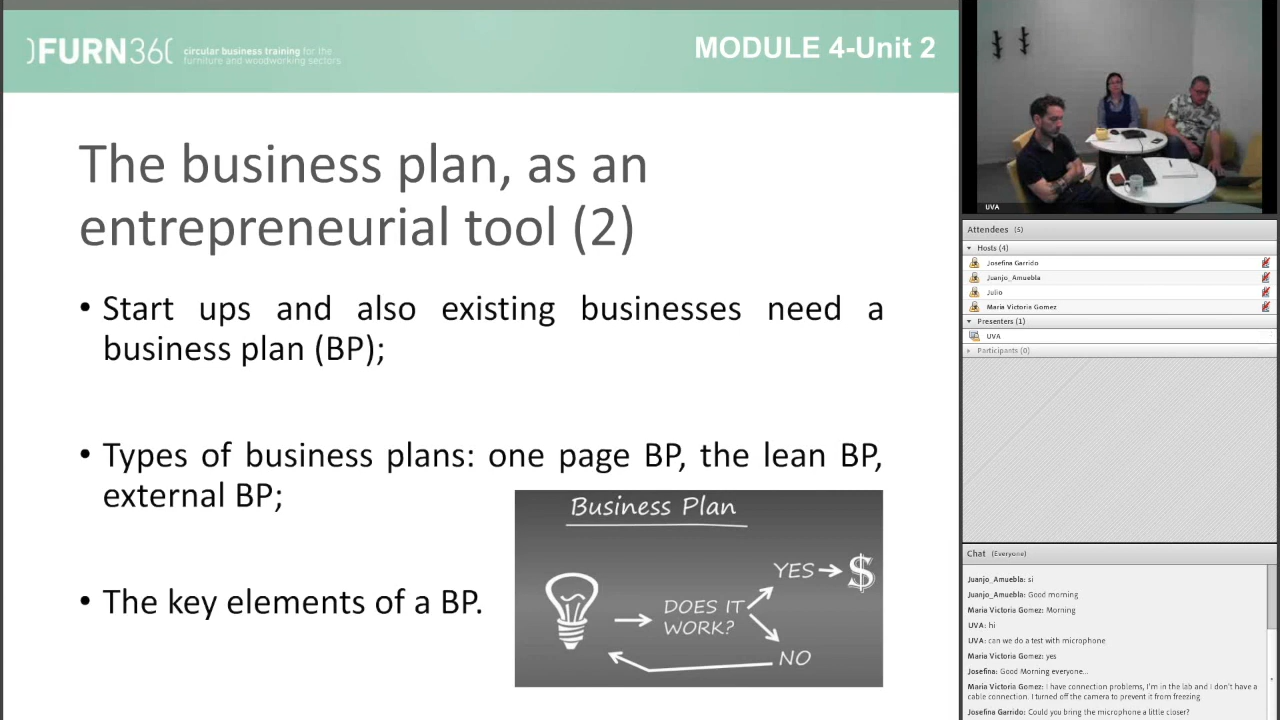 )FURN36(
circular business training for the
furniture and woodworking sectors
MODULE 4-Unit 2
The business plan, as an
entrepreneurial tool (2)
• Start ups and also existing businesses need a
business plan (BP);
• Types of business plans: one page BP, the lean BP,
external BP;
• The key elements of a BP.
Business Plan
YES
$
DOES IT
WORK?
NO
UVA
Attendees (5)
Hosts (4)
Josefina Garrido
Juanjo_Amuebla
Julio
Maria Victoria Gomez
Presenters (1)
UVA
Participants (0)
Chat (Everyone)
Juanjo_Amuebla: si
Juanjo_Amuebla: Good morning
Maria Victoria Gomez: Morning
UVA: hi
UVA: can we do a test with microphone
Maria Victoria Gomez: yes
Josefina: Good Morning everyone...
Maria Victoria Gomez: I have connection problems, I'm in the lab and I don't have a
cable connection. I turned off the camera to prevent it from freezing
Josefina Garrido: Could you bring the microphone a little closer?